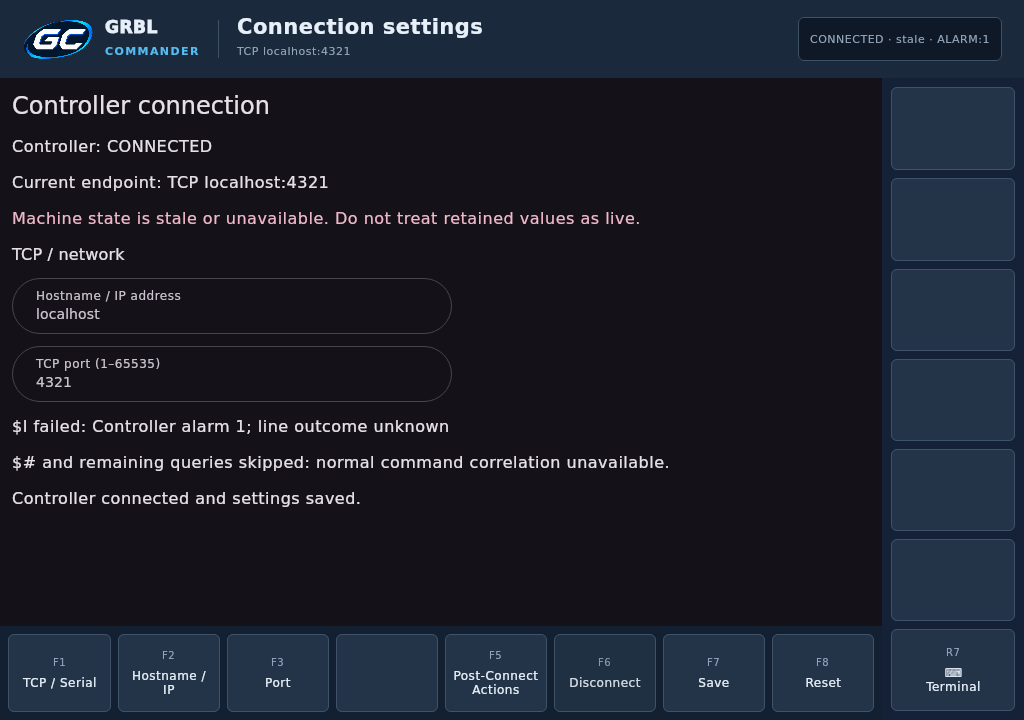 GC
GRBL
COMMANDER
Connection settings
TCP localhost:4321
CONNECTED · stale · ALARM:1
Controller connection
Controller: CONNECTED
Current endpoint: TCP localhost:4321
Machine state is stale or unavailable. Do not treat retained values as live.
TCP / network
Hostname / IP address
localhost
TCP port (1–65535)
4321
$I failed: Controller alarm 1; line outcome unknown
$# and remaining queries skipped: normal command correlation unavailable.
Controller connected and settings saved.
F1
TCP / Serial
F2
Hostname /
IP
F3
Port
F5
Post-Connect
Actions
F6
Disconnect
F7
Save
F8
Reset
R7
Terminal